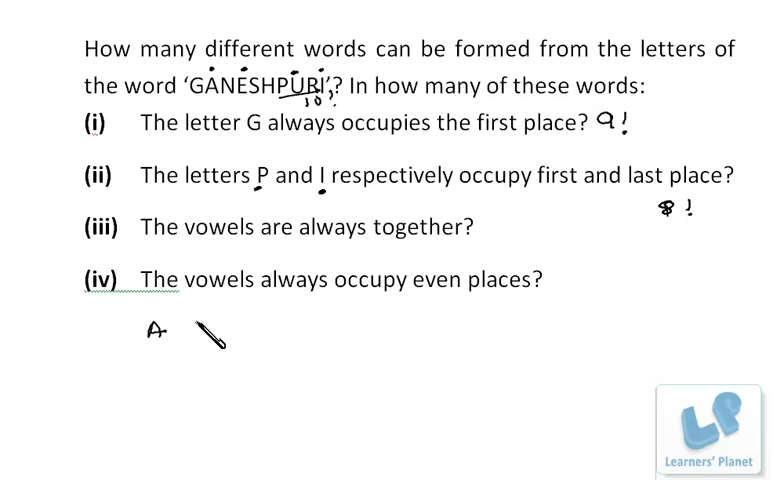 How many different words can be formed from the letters of
the word ‘GANESHPURI’? In how many of these words:
10!
(i) The letter G always occupies the first place? 9!
(ii) The letters P and I respectively occupy first and last place?
8!
(iii) The vowels are always together?
(iv) The vowels always occupy even places?
A
LP
Learners' Planet